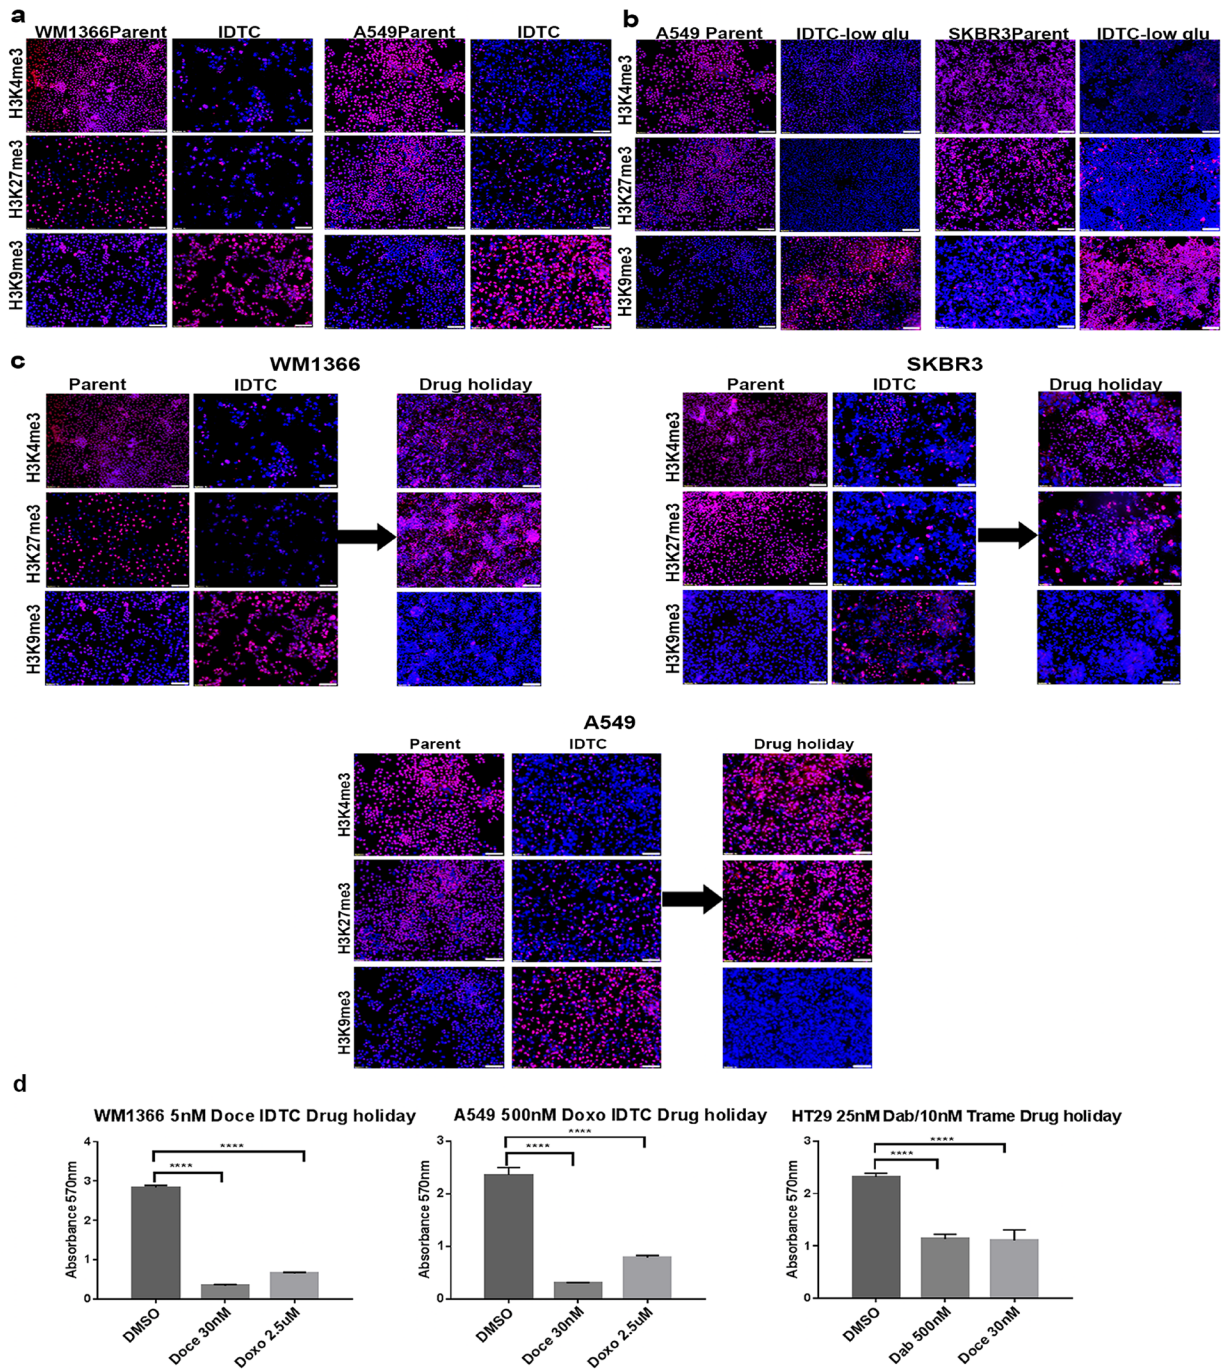 a
WM1366Parent IDTC A549Parent IDTC
H3K4me3
H3K27me3
H3K9me3
b
A549 Parent IDTC-low glu SKBR3Parent IDTC-low glu
H3K4me3
H3K27me3
H3K9me3
c
WM1366
Parent IDTC Drug holiday
H3K4me3
H3K27me3
H3K9me3
SKBR3
Parent IDTC Drug holiday
H3K4me3
H3K27me3
H3K9me3
A549
Parent IDTC Drug holiday
H3K4me3
H3K27me3
H3K9me3
d
WM1366 5nM Doce IDTC Drug holiday
Absorbance 570nm
4
3
2
1
0
****
****
DMSO
Doce 30nM
Doxo 2.5uM
A549 500nM Doxo IDTC Drug holiday
Absorbance 570nm
3
2
1
0
****
****
DMSO
Doce 30nM
Doxo 2.5uM
HT29 25nM Dab/10nM Trame Drug holiday
Absorbance 570nm
3
2
1
0
****
****
DMSO
Dab 500nM
Doce 30nM